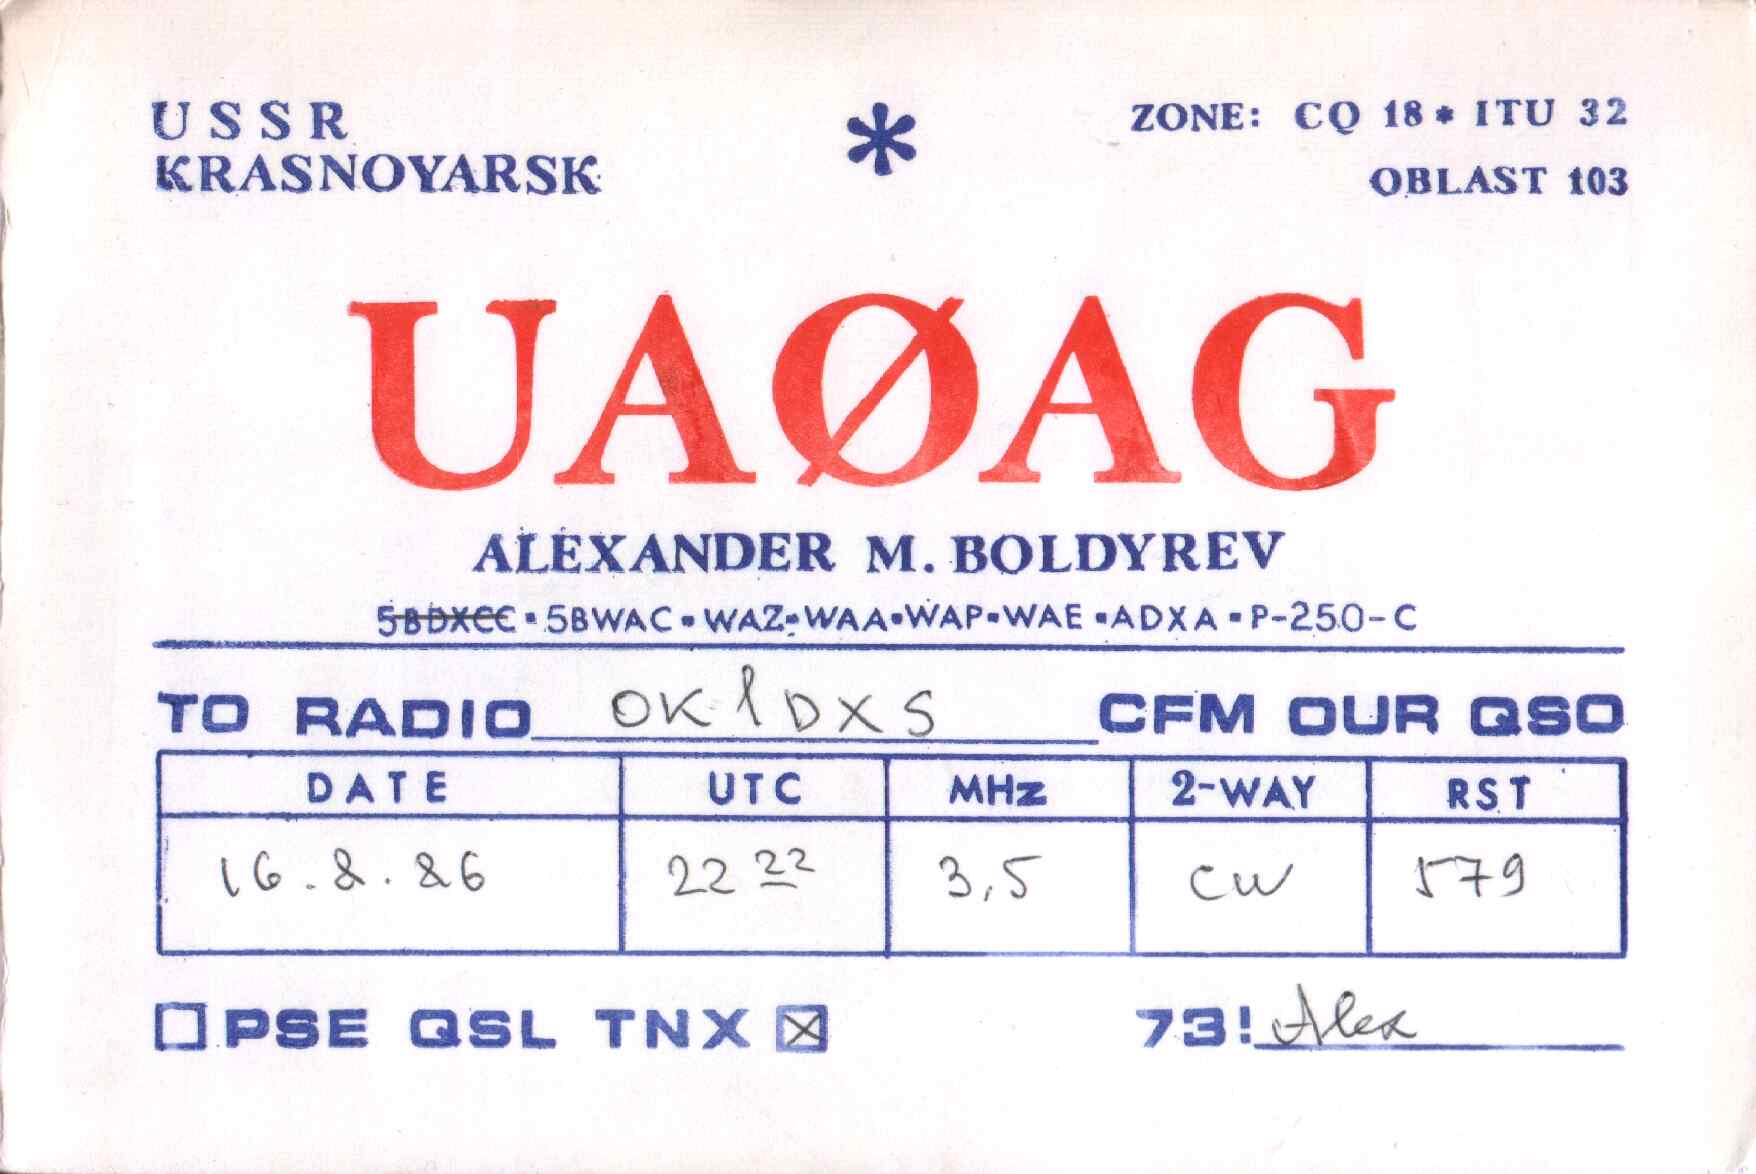 USSR
KRASNOYARSK
*
ZONE: CQ 18 * ITU 32
OBLAST 103
UAØAG
ALEXANDER M. BOLDYREV
5BDXCC • 5BWAC • WAZ • WAA • WAP • WAE • ADXA • P-250-C
TO RADIO OK1DXS CFM OUR QSO
DATE UTC MHz 2-WAY RST
16.8.86 22 22 3,5 CW 579
PSE QSL TNX X 73! Alex